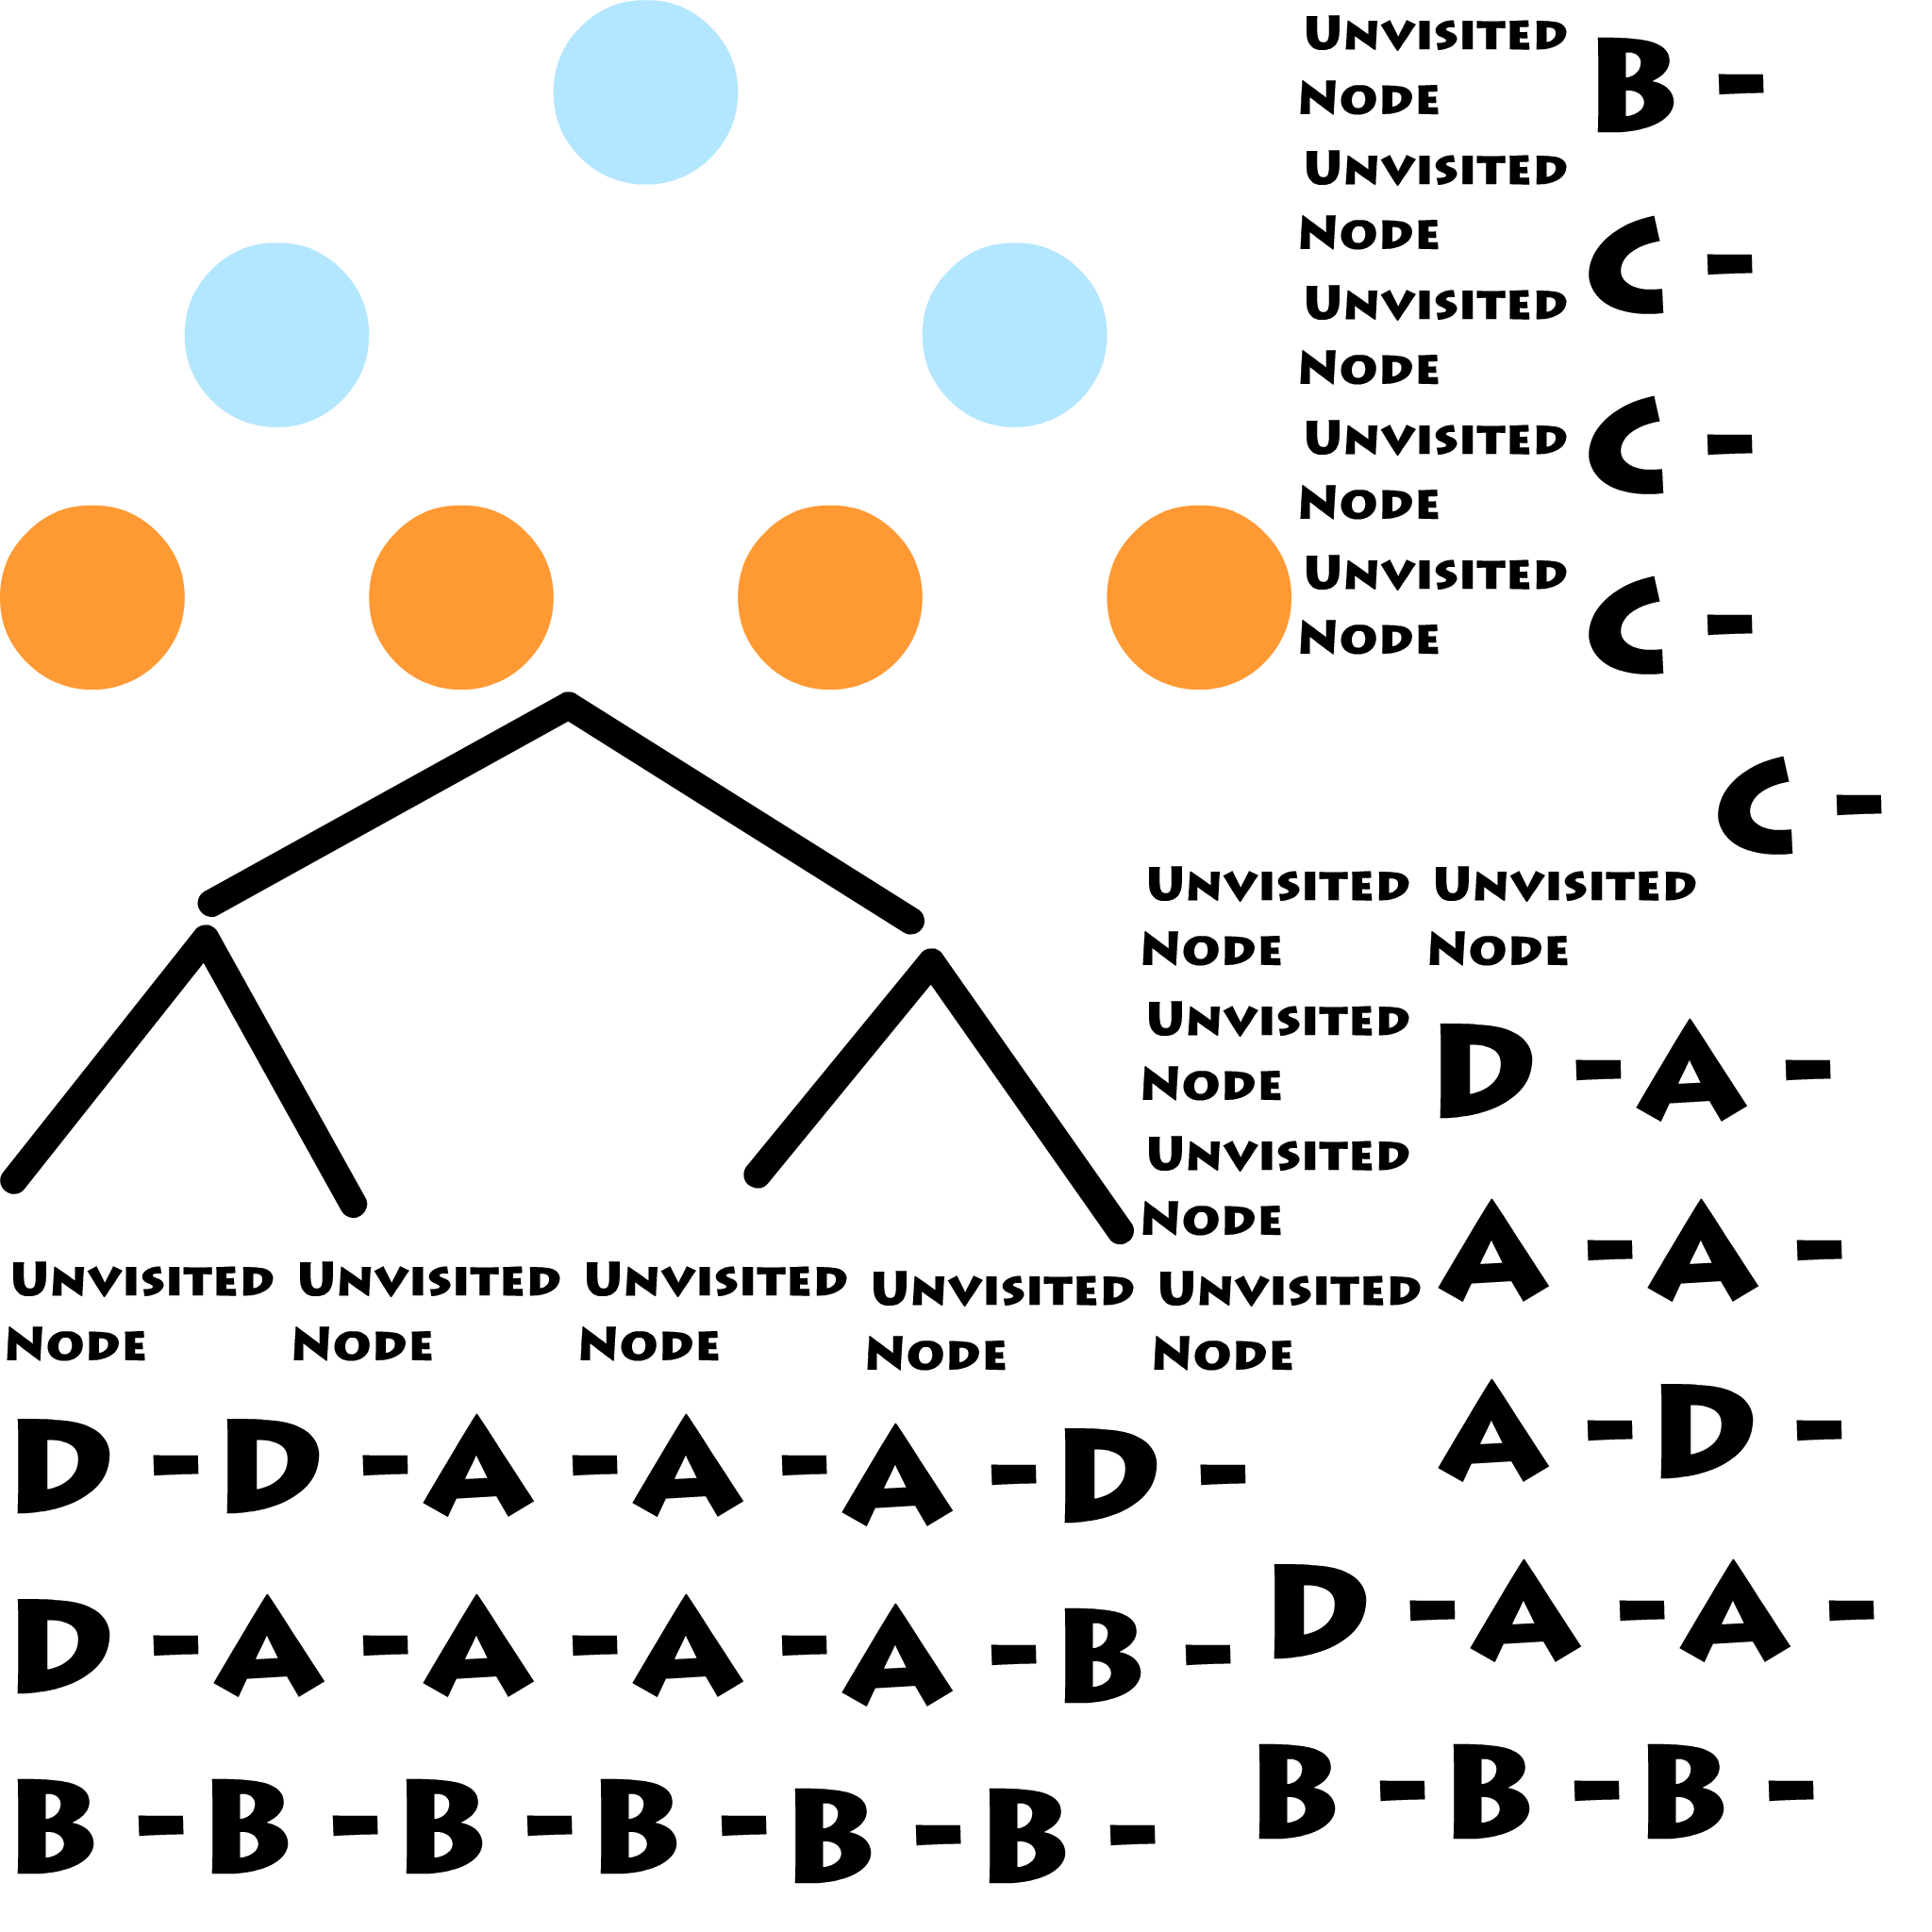 Unvisited
Node
B -
Unvisited
Node
C -
Unvisited
Node
Unvisited
Node
C -
Unvisited
Node
C -
C -
Unvisited Unvisited
Node Node
Unvisited
Node
D - A -
Unvisited
Node
A - A -
Unvisited Unvisited Unvisited Unvisited Unvisited
Node Node Node Node Node
A - D -
D - D - A - A - A - D -
D - A - A - A - A - B -
D - A - A -
B - B - B - B - B - B -
B - B - B -